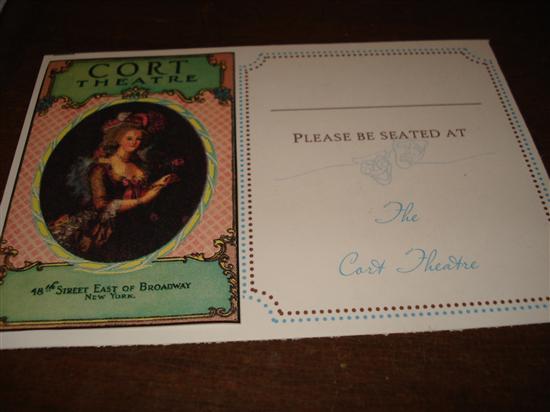 CORT
THEATRE
48th STREET EAST OF BROADWAY
NEW YORK.
PLEASE BE SEATED AT
The
Cort Theatre